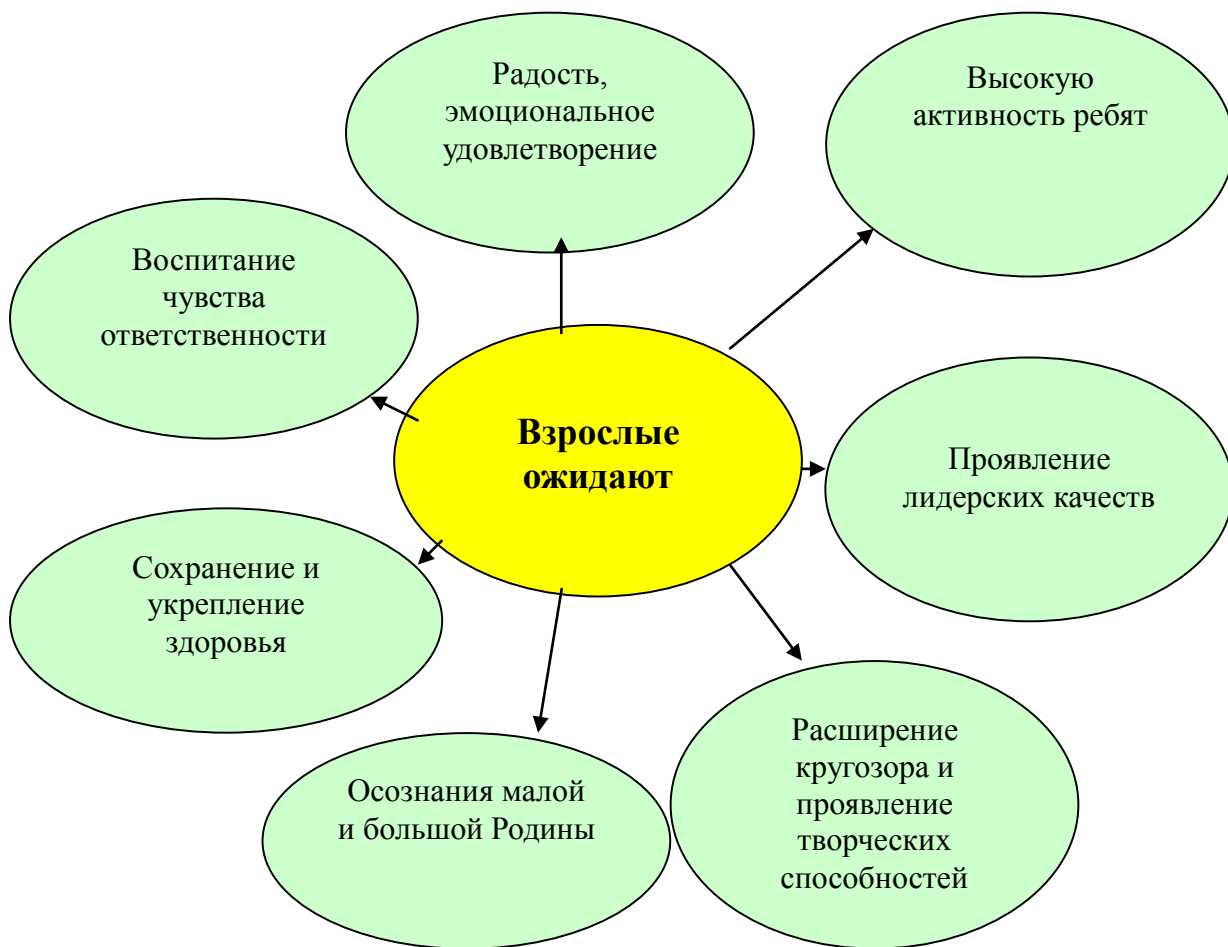 Радость,
эмоциональное
удовлетворение
Высокую
активность ребят
Воспитание
чувства
ответственности
Взрослые
ожидают
Проявление
лидерских качеств
Сохранение и
укрепление
здоровья
Осознания малой
и большой Родины
Расширение
кругозора и
проявление
творческих
способностей